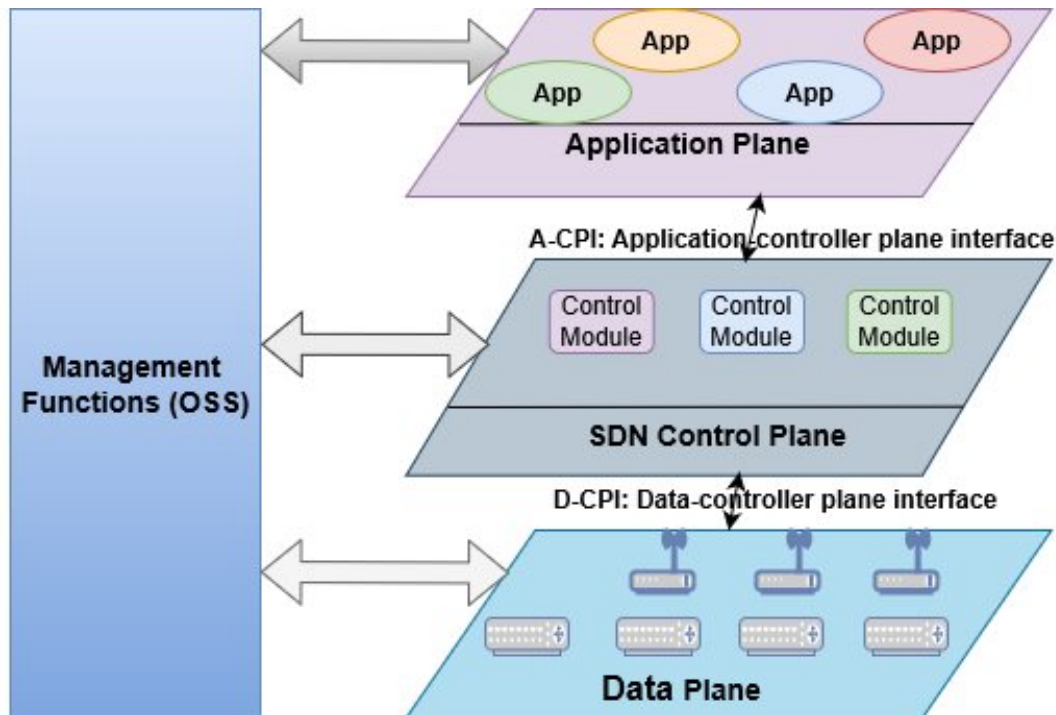 App
App
App
App
Application Plane
A-CPI: Application-controller plane interface
Control
Module
Control
Module
Control
Module
Management
Functions (OSS)
SDN Control Plane
D-CPI: Data-controller plane interface
Data Plane